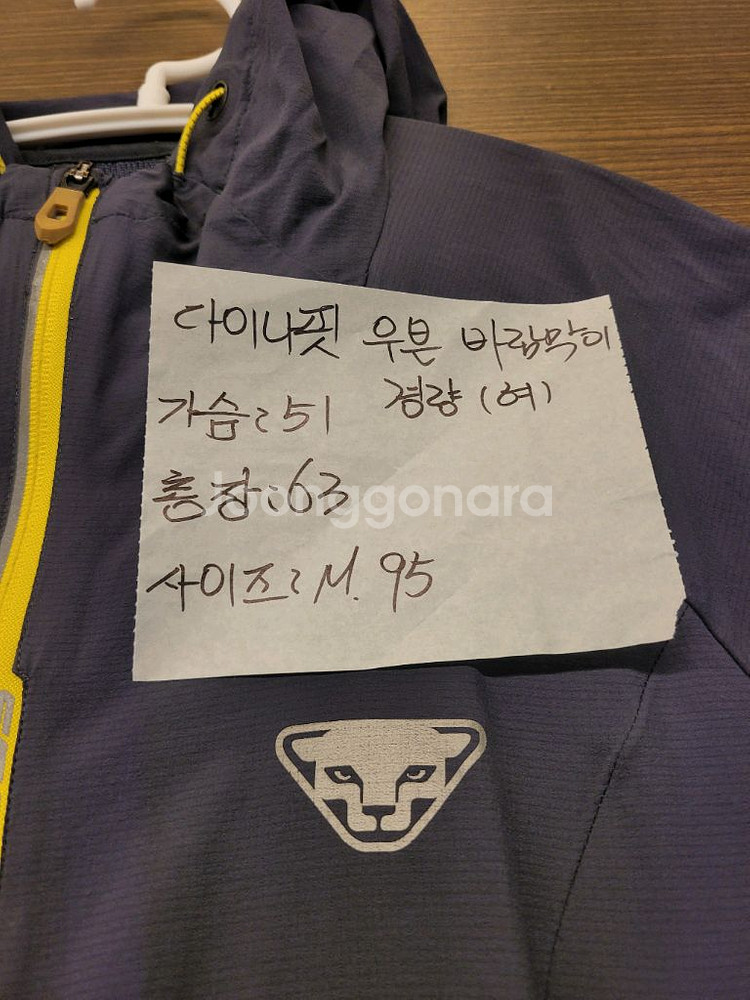 다이나핏 우븐 바람막이
경량 (여)
가슴: 51
총장: 63
사이즈: M. 95
joonggonara